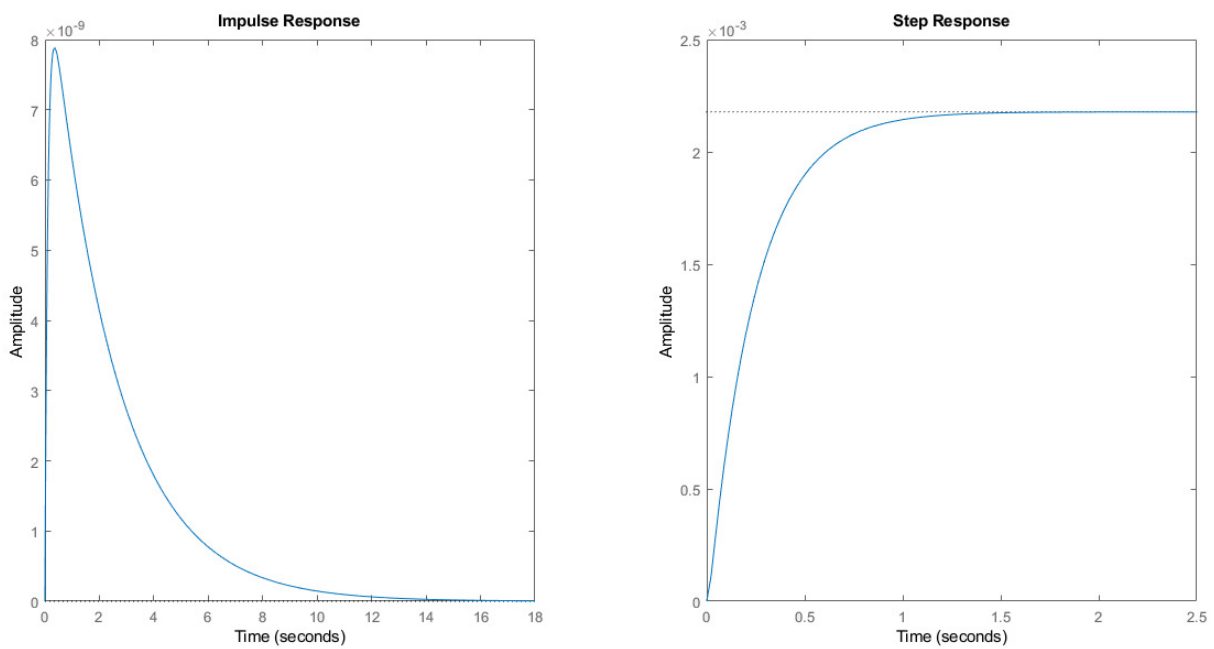 Impulse Response
×10-9
8
7
6
5
4
3
2
1
0
Amplitude
0 2 4 6 8 10 12 14 16 18
Time (seconds)
Step Response
×10-3
2.5
2
1.5
1
0.5
0
Amplitude
0 0.5 1 1.5 2 2.5
Time (seconds)